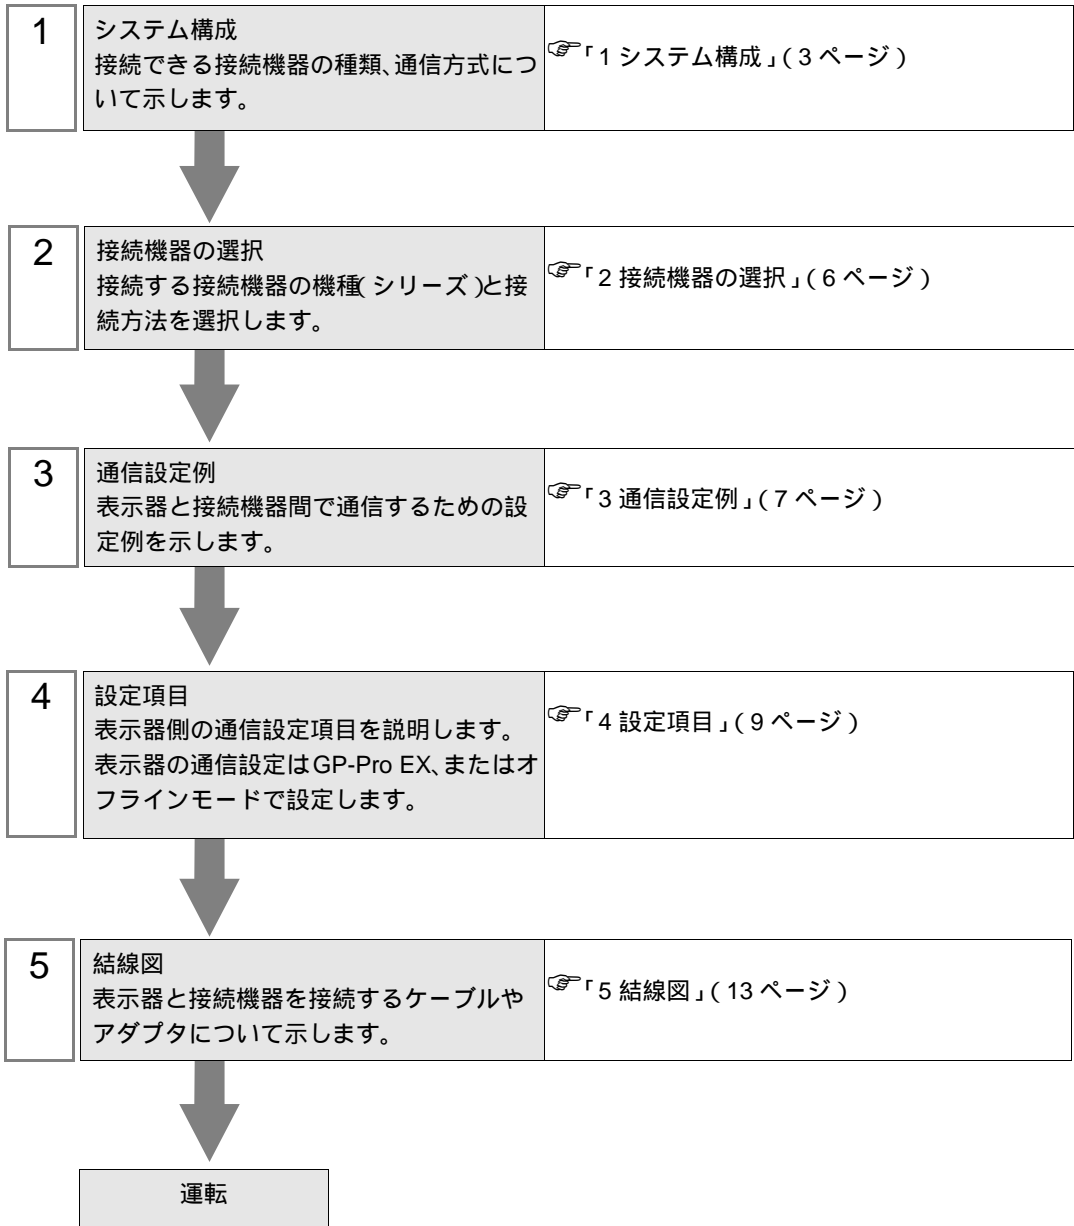 1
システム構成
接続できる接続機器の種類、通信方式につ
いて示します。
☞「1 システム構成」(3 ページ)
2
接続機器の選択
接続する接続機器の機種(シリーズ)と接
続方法を選択します。
☞「2 接続機器の選択」(6 ページ)
3
通信設定例
表示器と接続機器間で通信するための設
定例を示します。
☞「3 通信設定例」(7 ページ)
4
設定項目
表示器側の通信設定項目を説明します。
表示器の通信設定はGP-Pro EX、またはオ
フラインモードで設定します。
☞「4 設定項目」(9 ページ)
5
結線図
表示器と接続機器を接続するケーブルや
アダプタについて示します。
☞「5 結線図」(13 ページ)
運転